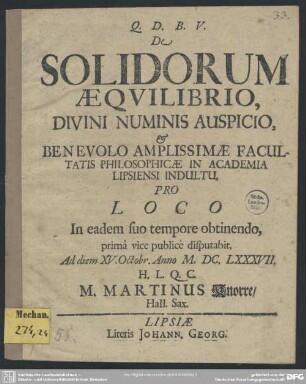 33.
Q. D. B. V.
De
SOLIDORUM
ÆQVILIBRIO,
DIVINI NUMINIS AUSPICIO,
&
BENEVOLO AMPLISSIMÆ FACUL-
TATIS PHILOSOPHICÆ IN ACADEMIA
LIPSIENSI INDULTU,
PRO
LOCO
In eadem suo tempore obtinendo,
primâ vice publicè disputabit,
Ad diem XV. Octobr. Anno M. DC. LXXXVII.
H. L. Q. C.
M. MARTINUS Knorre/
Hall. Sax.
Mechan.
274,24
LIPSIÆ
Literis JOHANN. GEORG.